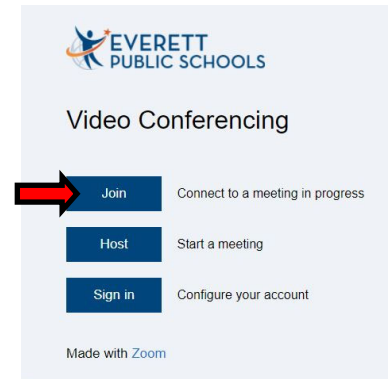 EVERETT
PUBLIC SCHOOLS
Video Conferencing
Join Connect to a meeting in progress
Host Start a meeting
Sign in Configure your account
Made with Zoom